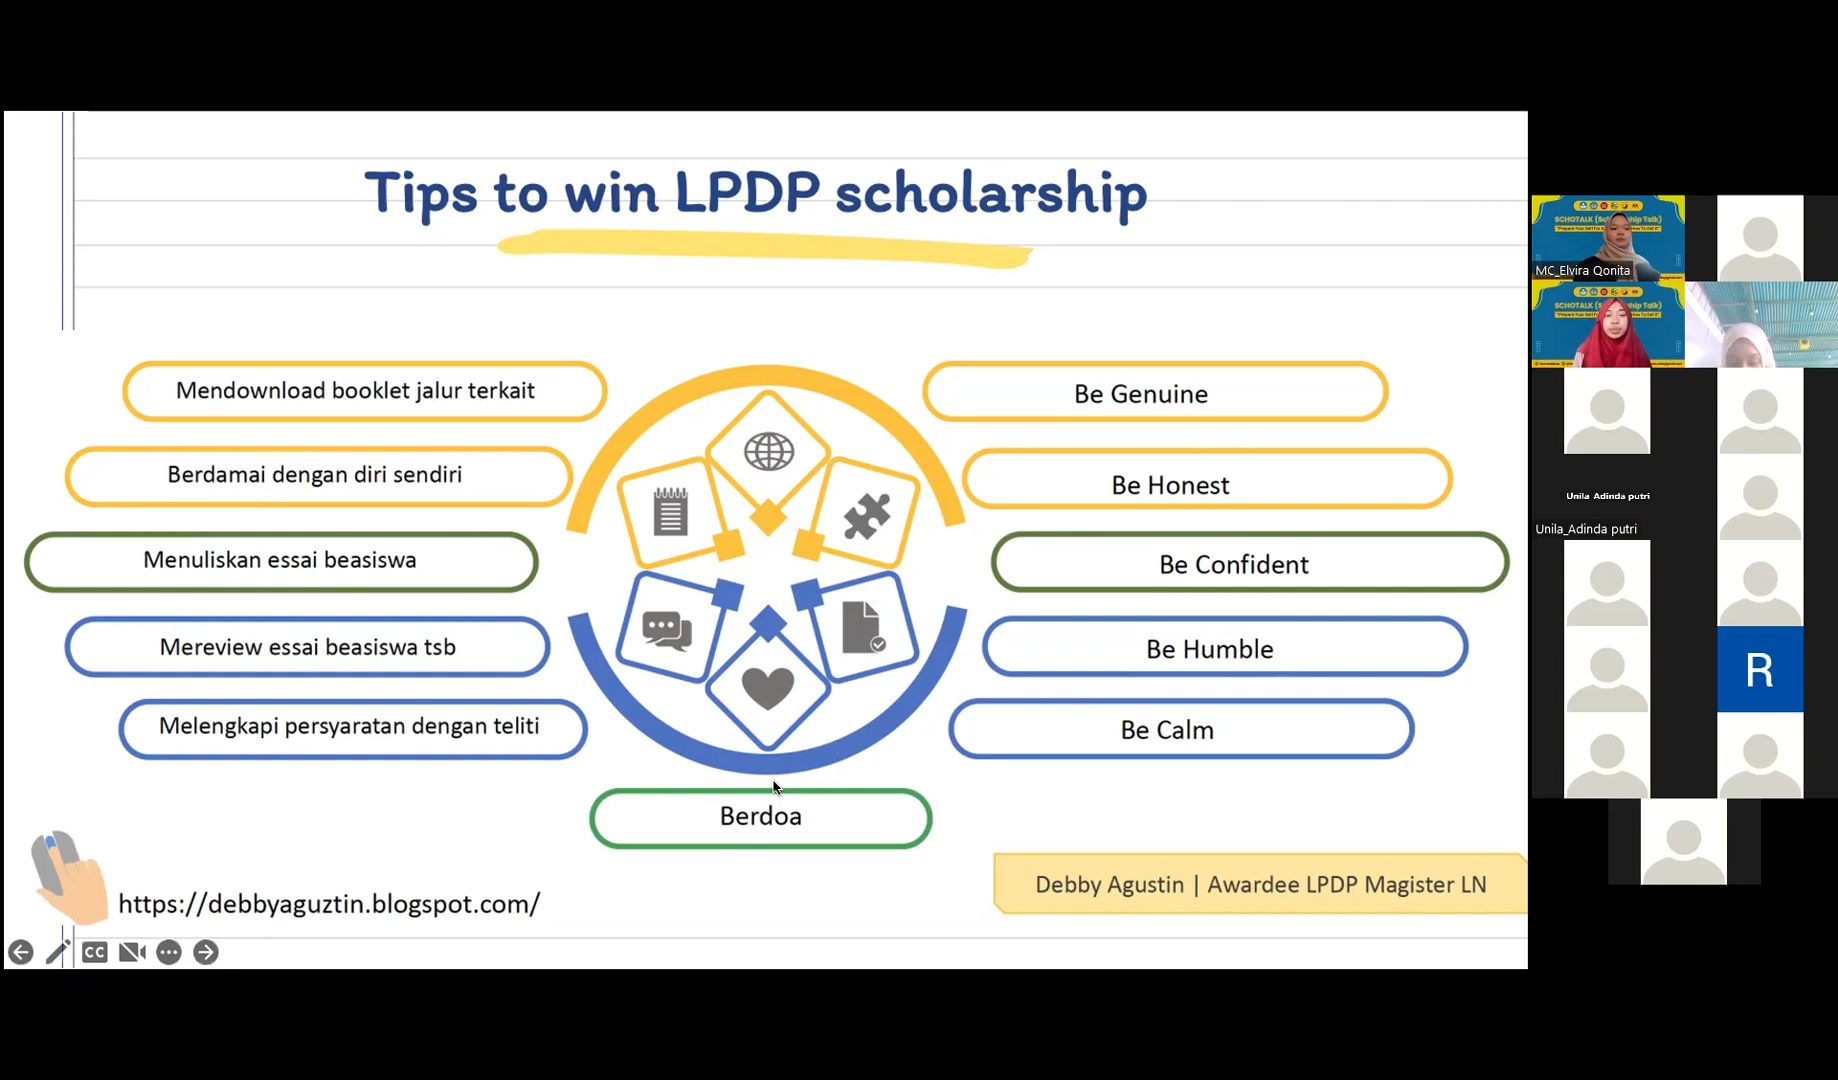 Tips to win LPDP scholarship
Mendownload booklet jalur terkait
Berdamai dengan diri sendiri
Menuliskan essai beasiswa
Mereview essai beasiswa tsb
Melengkapi persyaratan dengan teliti
Be Genuine
Be Honest
Be Confident
Be Humble
Be Calm
Berdoa
https://debbyaguztin.blogspot.com/
Debby Agustin | Awardee LPDP Magister LN
CC
MC_Elvira Qonita
Unila_Adinda putri
Unila_Adinda putri
R